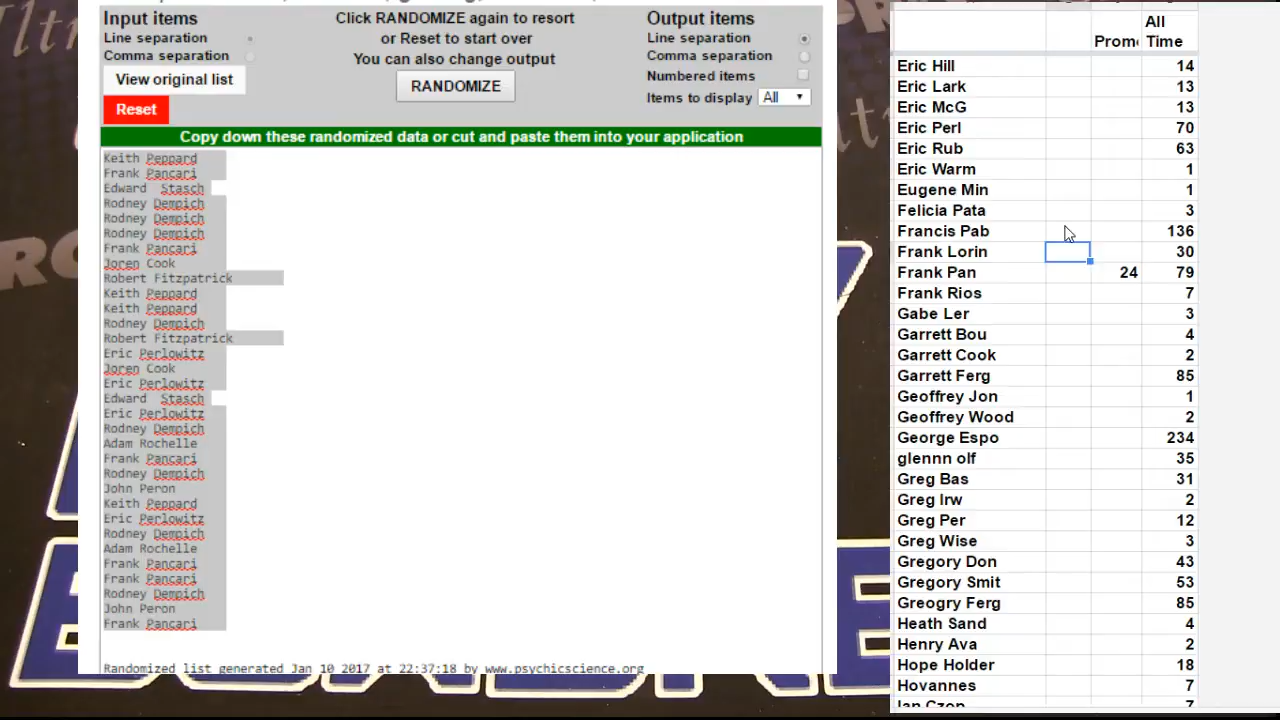 Input items
Line separation
Comma separation
View original list
Reset
Click RANDOMIZE again to resort
or Reset to start over
You can also change output
RANDOMIZE
Output items
Line separation
Comma separation
Numbered items
Items to display All
Copy down these randomized data or cut and paste them into your application
Keith Peppard
Frank Pancari
Edward Stasch
Rodney Dempich
Rodney Dempich
Rodney Dempich
Frank Pancari
Joren Cook
Robert Fitzpatrick
Keith Peppard
Keith Peppard
Rodney Dempich
Robert Fitzpatrick
Eric Perlowitz
Joren Cook
Eric Perlowitz
Edward Stasch
Eric Perlowitz
Rodney Dempich
Adam Rochelle
Frank Pancari
Rodney Dempich
John Peron
Keith Peppard
Eric Perlowitz
Rodney Dempich
Adam Rochelle
Frank Pancari
Frank Pancari
Rodney Dempich
John Peron
Frank Pancari
Randomized list generated Jan 10 2017 at 22:37:18 by www.psychicscience.org
Promo All Time
Eric Hill 14
Eric Lark 13
Eric McG 13
Eric Perl 70
Eric Rub 63
Eric Warm 1
Eugene Min 1
Felicia Pata 3
Francis Pab 136
Frank Lorin 30
Frank Pan 24 79
Frank Rios 7
Gabe Ler 3
Garrett Bou 4
Garrett Cook 2
Garrett Ferg 85
Geoffrey Jon 1
Geoffrey Wood 2
George Espo 234
glennn olf 35
Greg Bas 31
Greg Irw 2
Greg Per 12
Greg Wise 3
Gregory Don 43
Gregory Smit 53
Greogry Ferg 85
Heath Sand 4
Henry Ava 2
Hope Holder 18
Hovannes 7
Ian Czop 7